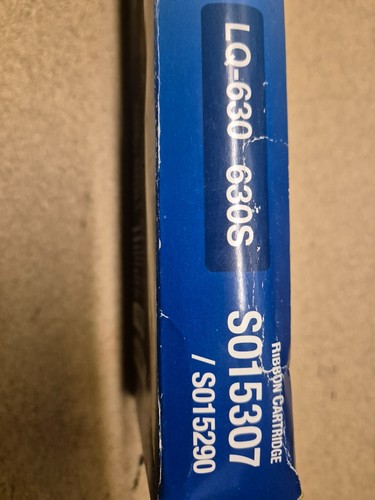 LQ-630 630S
RIBBON CARTRIDGE
S015307
/ S015290